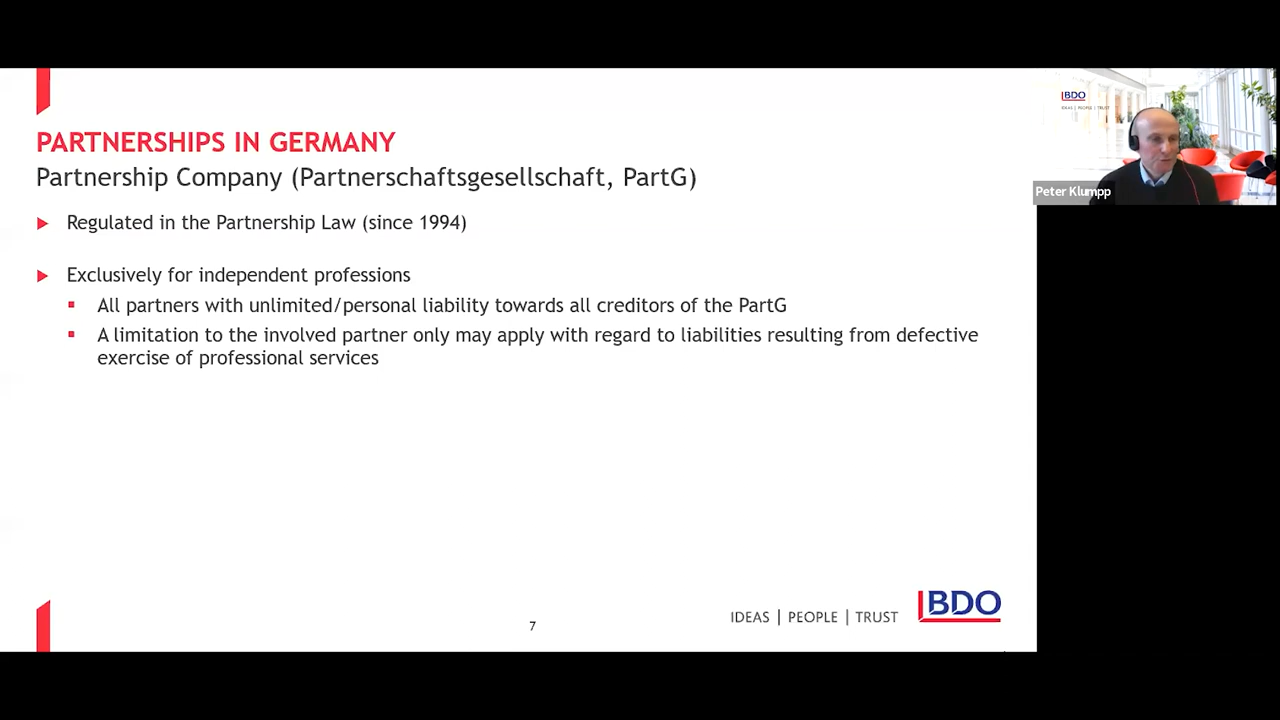 PARTNERSHIPS IN GERMANY
Partnership Company (Partnerschaftsgesellschaft, PartG)
Regulated in the Partnership Law (since 1994)
Exclusively for independent professions
All partners with unlimited/personal liability towards all creditors of the PartG
A limitation to the involved partner only may apply with regard to liabilities resulting from defective
exercise of professional services
7
IDEAS | PEOPLE | TRUST
BDO
BDO
IDEAS | PEOPLE | TRUST
Peter Klumpp